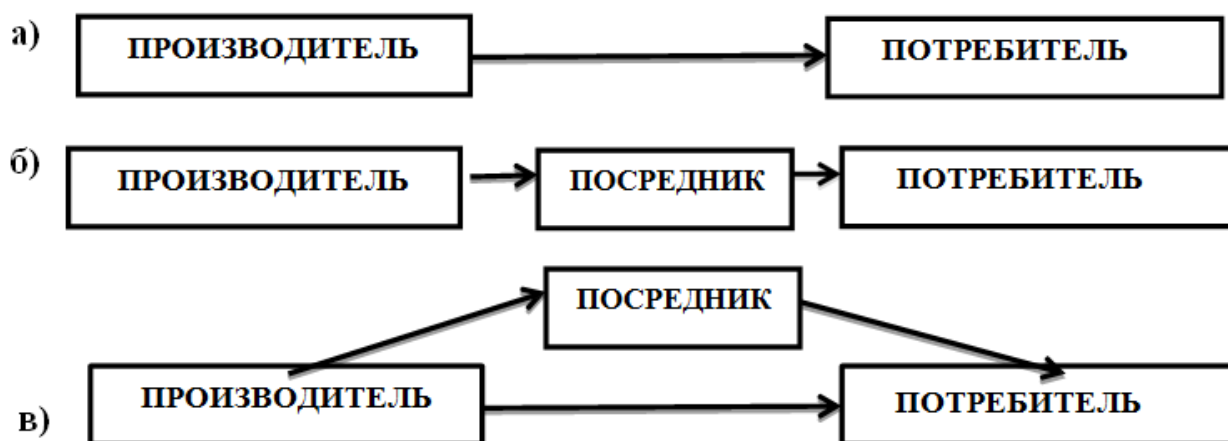 а) ПРОИЗВОДИТЕЛЬ ПОТРЕБИТЕЛЬ
б) ПРОИЗВОДИТЕЛЬ ПОСРЕДНИК ПОТРЕБИТЕЛЬ
ПОСРЕДНИК
в) ПРОИЗВОДИТЕЛЬ ПОТРЕБИТЕЛЬ